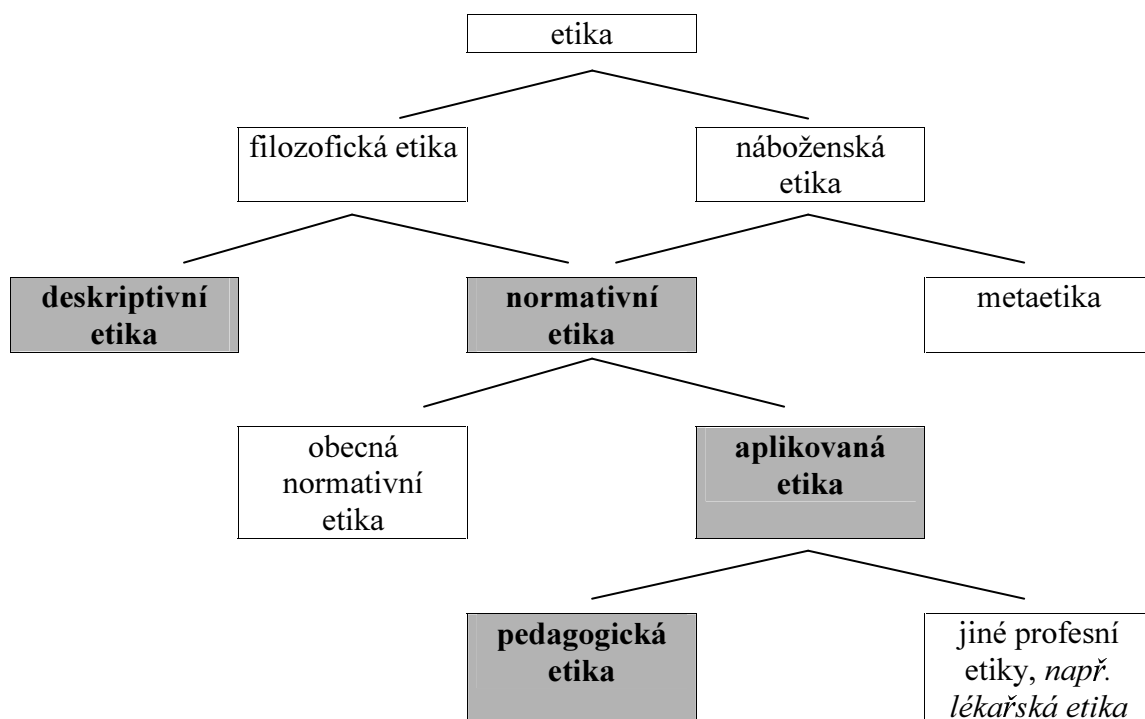 etika
filozofická etika
náboženská
etika
deskriptivní
etika
normativní
etika
metaetika
obecná
normativní
etika
aplikovaná
etika
pedagogická
etika
jiné profesní
etiky, např.
lékařská etika